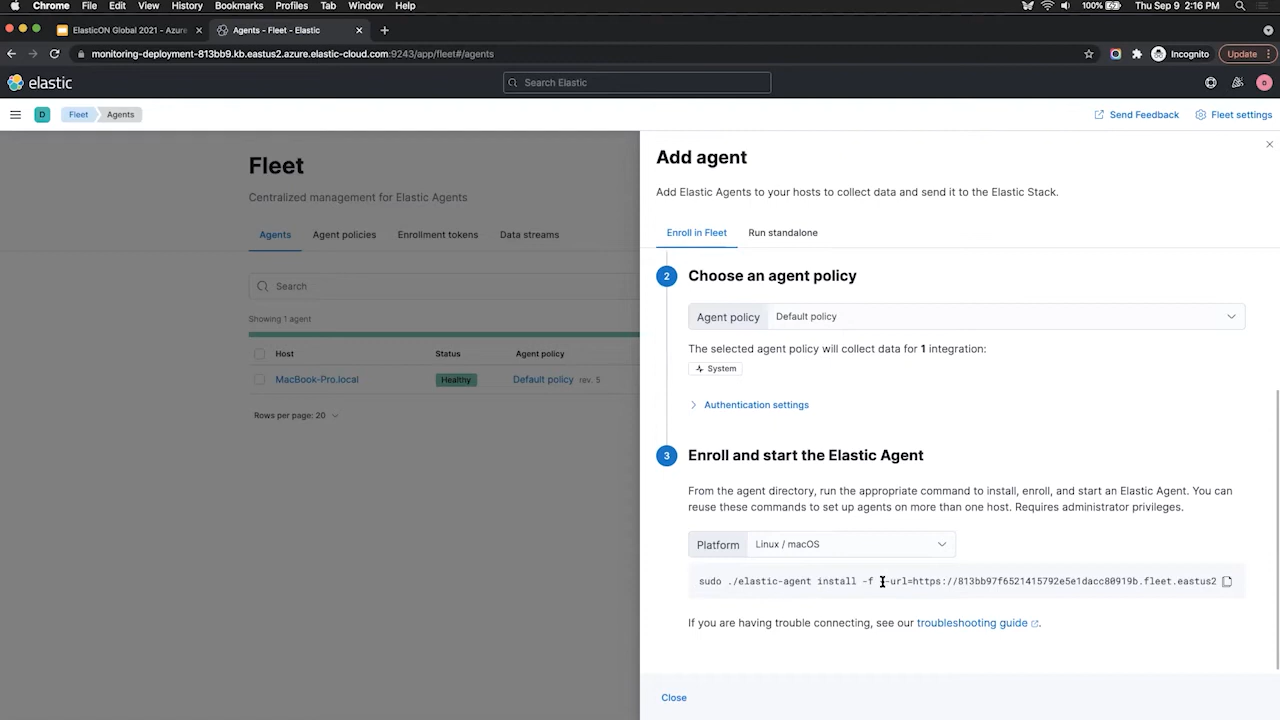 Chrome File Edit View History Bookmarks Profiles Tab Window Help 100% Thu Sep 9 2:16 PM
ElasticON Global 2021 - Azure Agents - Fleet - Elastic
monitoring-deployment-813bb9.kb.eastus2.azure.elastic-cloud.com:9243/app/fleet#/agents Incognito Update
elastic Search Elastic
D Fleet Agents Send Feedback Fleet settings
Fleet
Centralized management for Elastic Agents
Agents Agent policies Enrollment tokens Data streams
Search
Showing 1 agent
Host Status Agent policy
MacBook-Pro.local Healthy Default policy rev. 5
Rows per page: 20
Add agent
Add Elastic Agents to your hosts to collect data and send it to the Elastic Stack.
Enroll in Fleet Run standalone
2 Choose an agent policy
Agent policy Default policy
The selected agent policy will collect data for 1 integration:
System
Authentication settings
3 Enroll and start the Elastic Agent
From the agent directory, run the appropriate command to install, enroll, and start an Elastic Agent. You can
reuse these commands to set up agents on more than one host. Requires administrator privileges.
Platform Linux / macOS
sudo ./elastic-agent install -f --url=https://813bb97f6521415792e5e1dacc80919b.fleet.eastus2
If you are having trouble connecting, see our troubleshooting guide.
Close